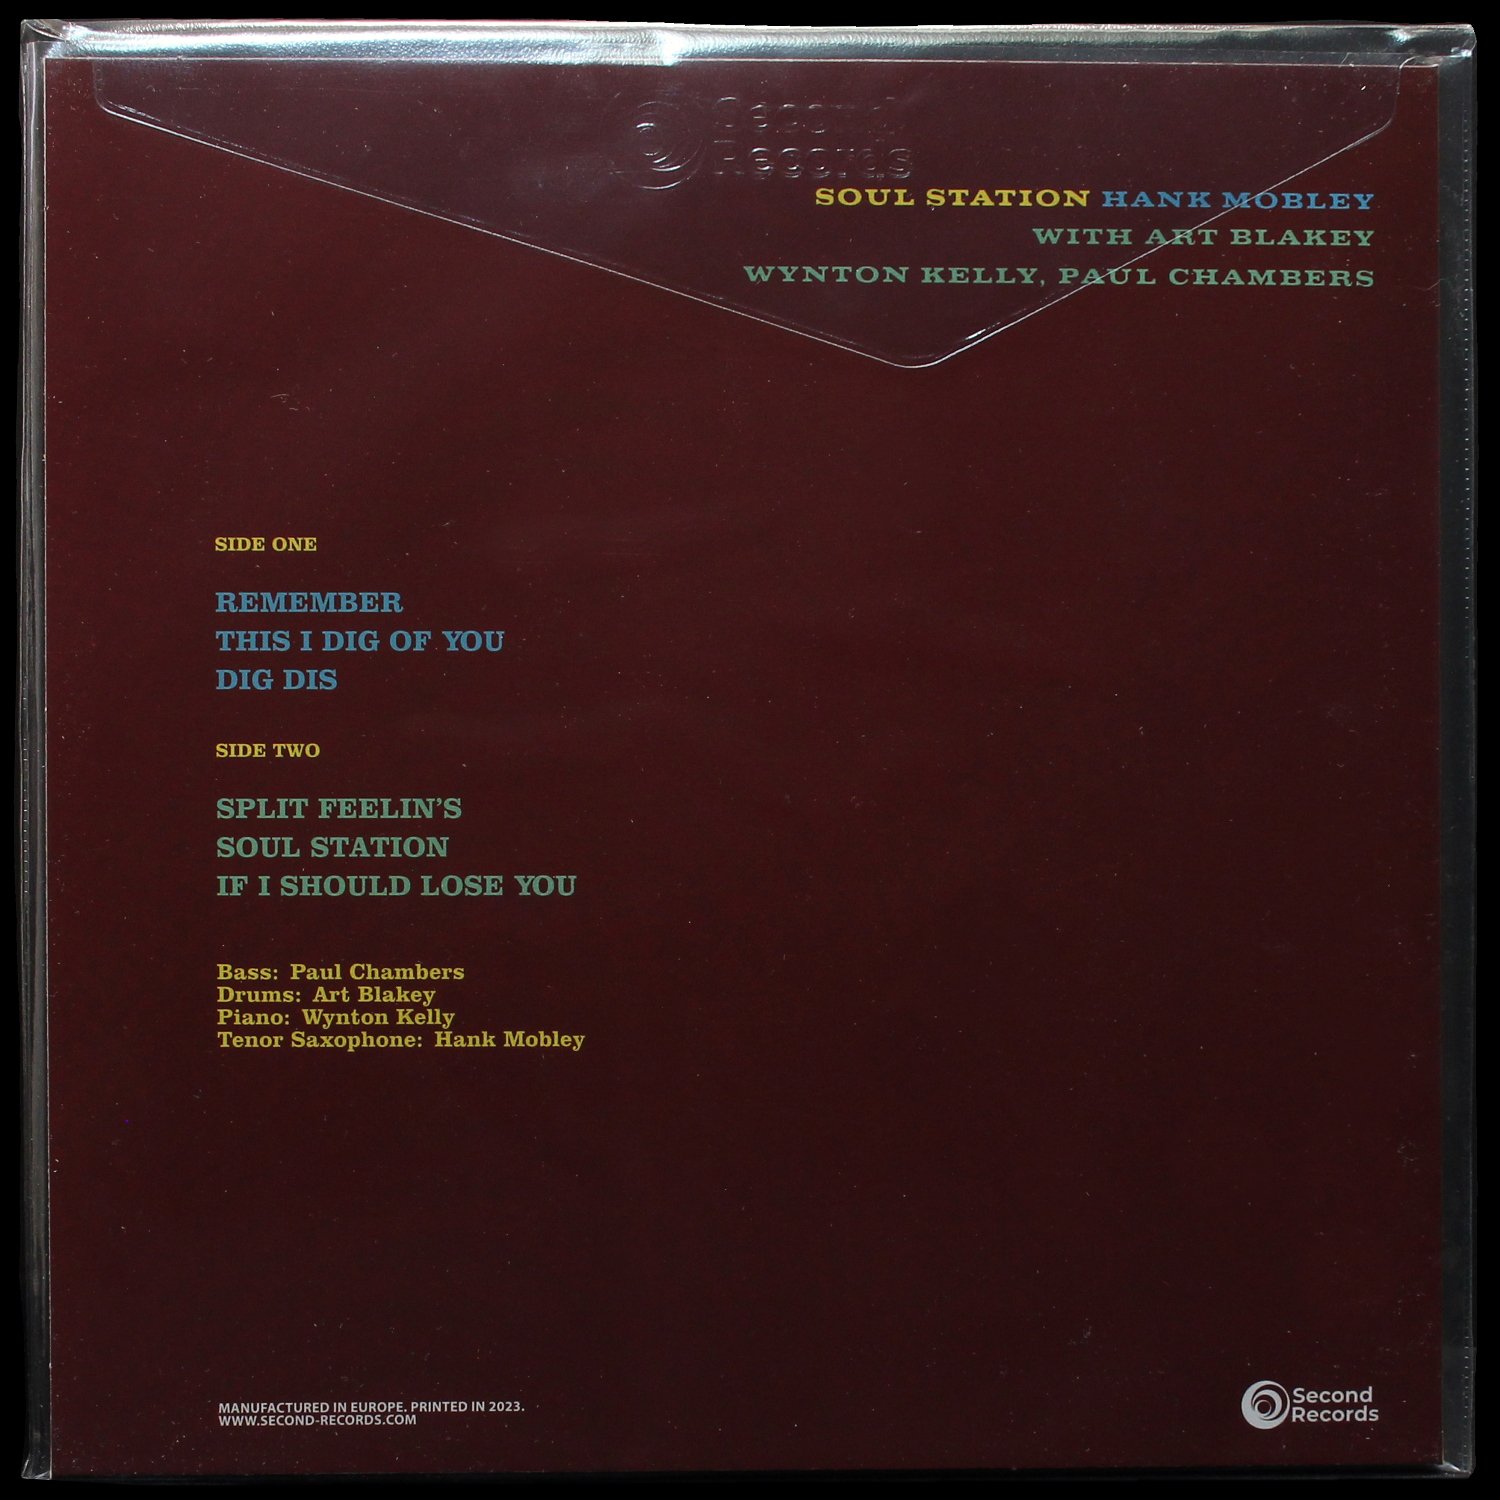 Second
Records
SOUL STATION HANK MOBLEY
WITH ART BLAKEY
WYNTON KELLY, PAUL CHAMBERS
SIDE ONE
REMEMBER
THIS I DIG OF YOU
DIG DIS
SIDE TWO
SPLIT FEELIN'S
SOUL STATION
IF I SHOULD LOSE YOU
Bass: Paul Chambers
Drums: Art Blakey
Piano: Wynton Kelly
Tenor Saxophone: Hank Mobley
MANUFACTURED IN EUROPE. PRINTED IN 2023.
WWW.SECOND-RECORDS.COM
Second
Records